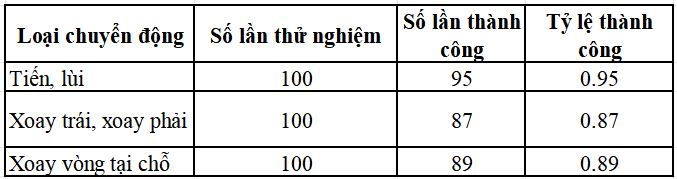 Loại chuyển động Số lần thử nghiệm Số lần thành công Tỷ lệ thành công
Tiến, lùi 100 95 0.95
Xoay trái, xoay phải 100 87 0.87
Xoay vòng tại chỗ 100 89 0.89